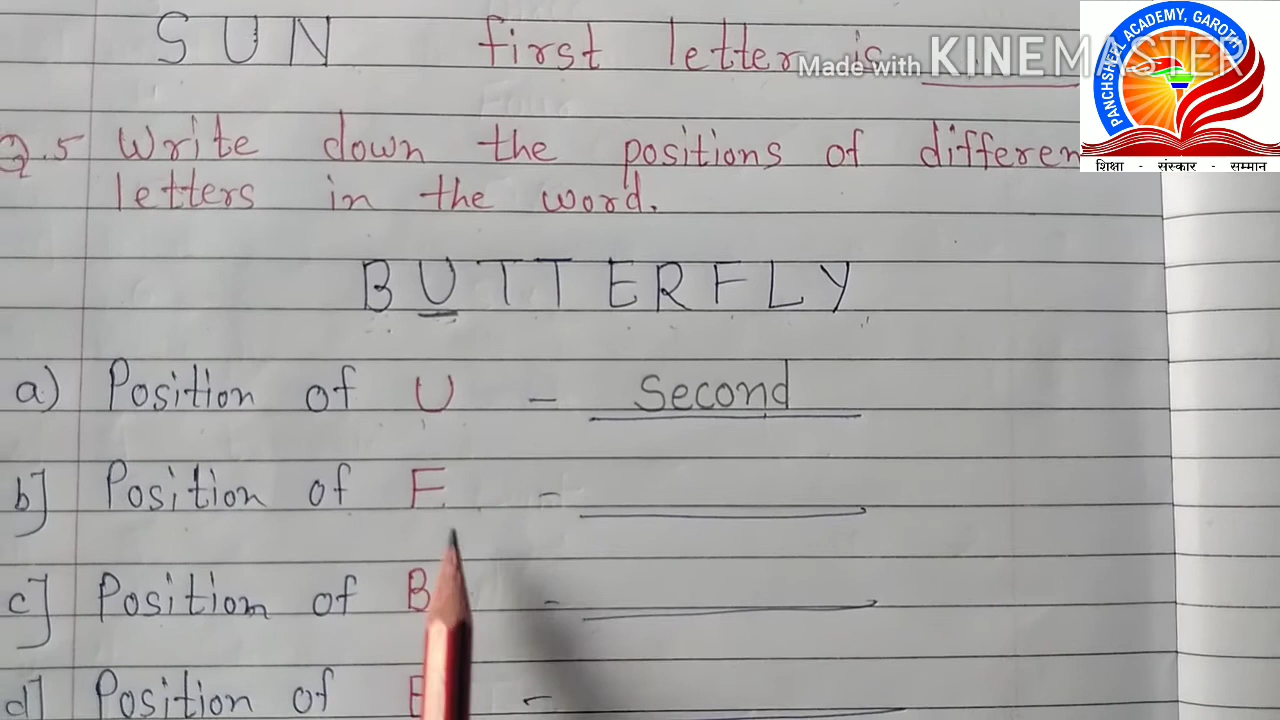 SUN first letter is
Made with KINEMASTER
PANCHSHEEL ACADEMY, GAROTH
शिक्षा - संस्कार - सम्मान
Q.5 Write down the positions of differen
letters in the word.
BUTTERFLY
a) Position of U - Second
b] Position of F -
c] Position of B -
d] Position of -